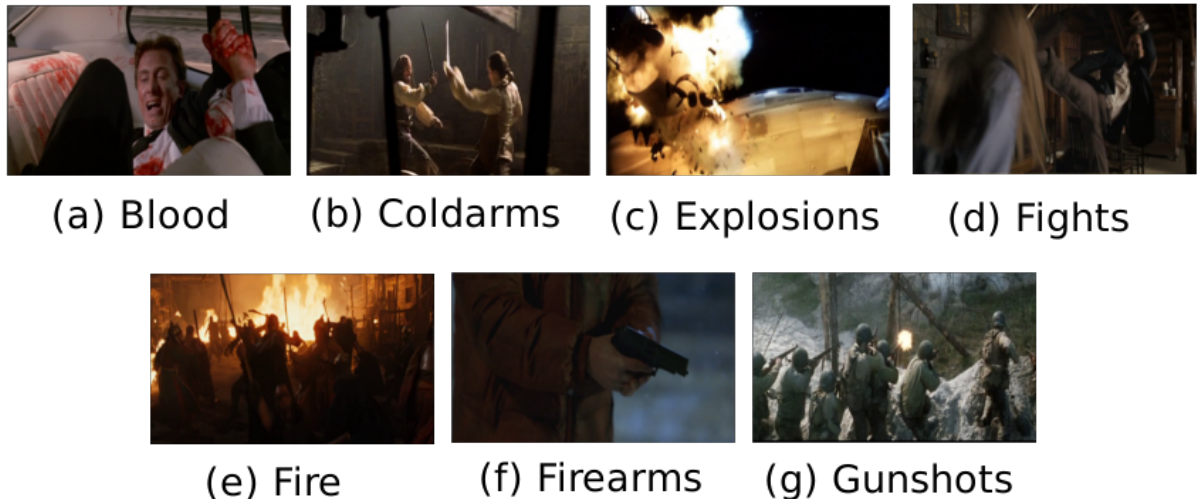 (a) Blood
(b) Coldarms
(c) Explosions
(d) Fights
(e) Fire
(f) Firearms
(g) Gunshots